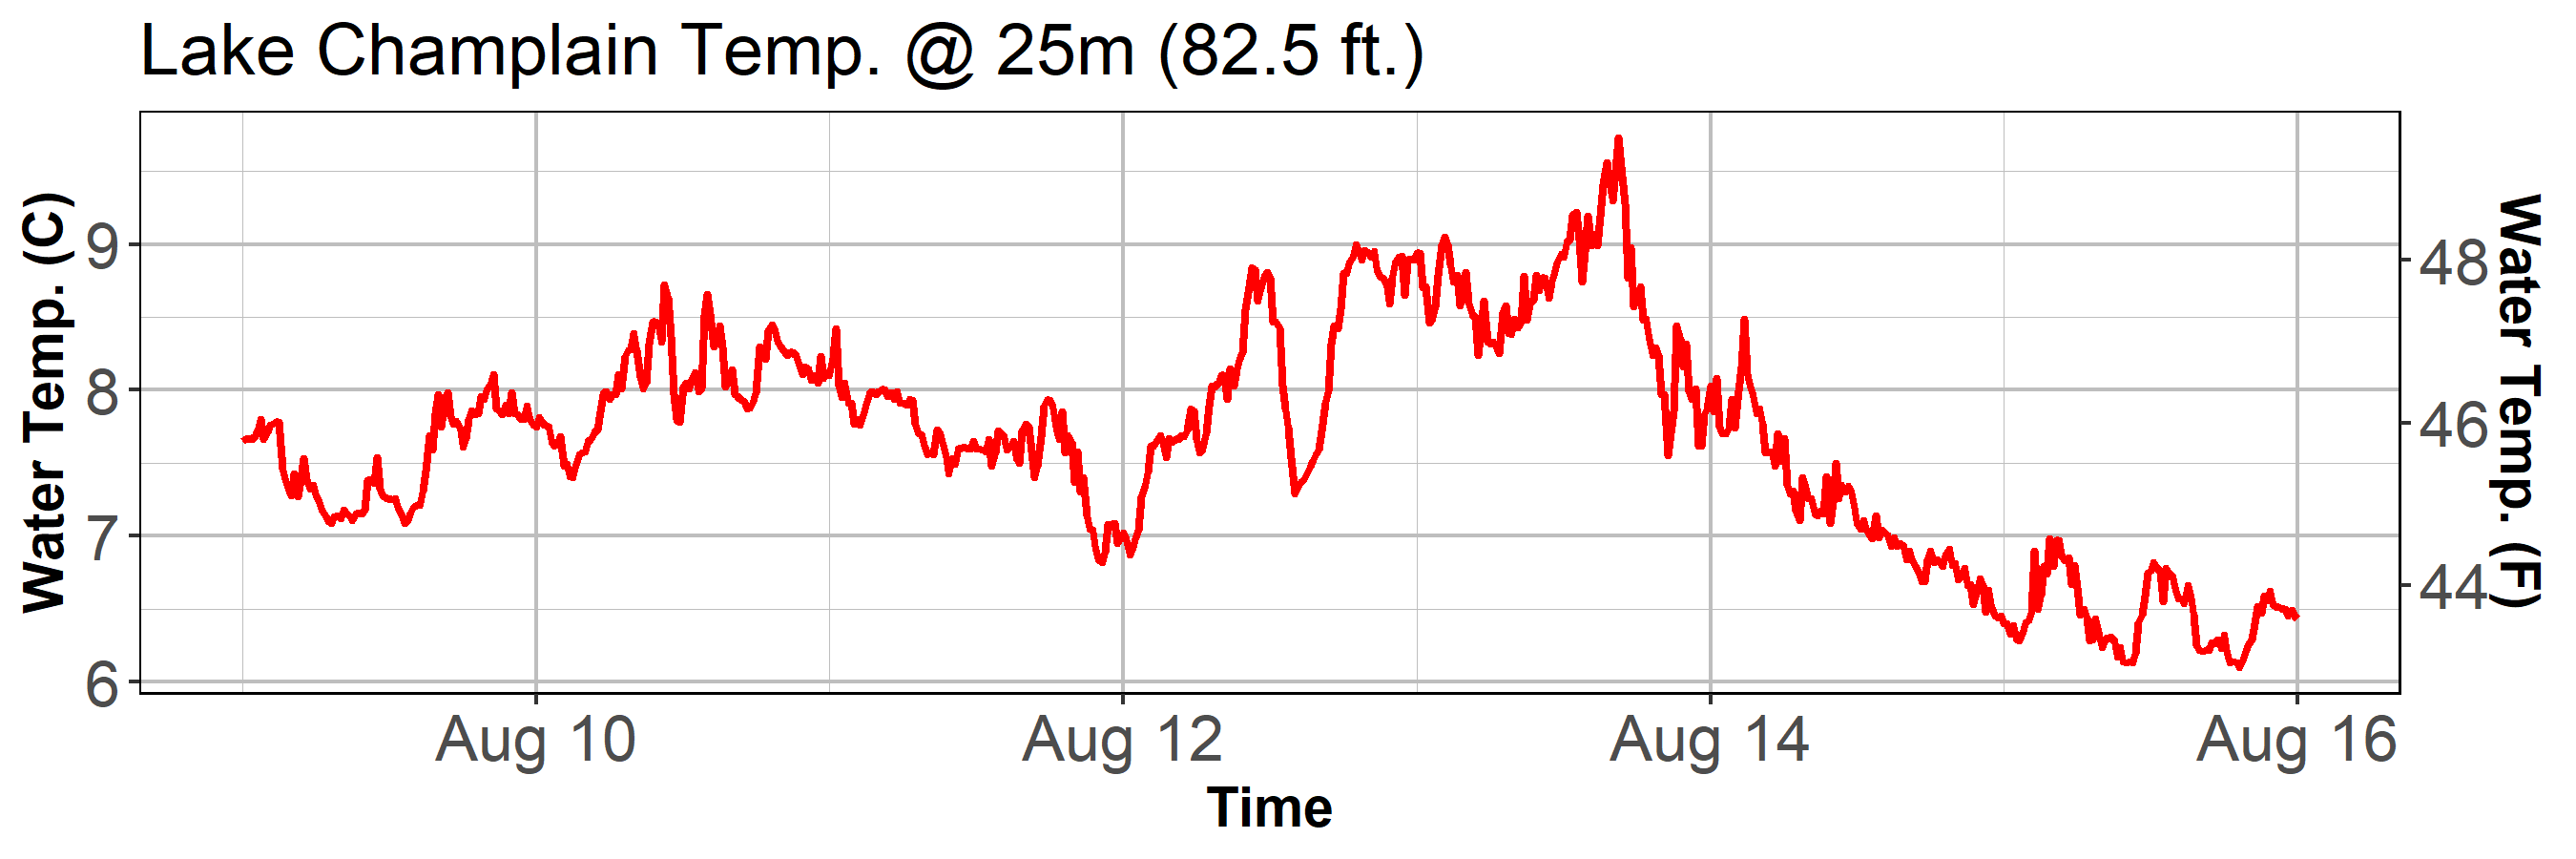 Lake Champlain Temp. @ 25m (82.5 ft.)
Water Temp. (C)
9
8
7
6
48
46
44
Water Temp. (F)
Aug 10
Aug 12
Aug 14
Aug 16
Time